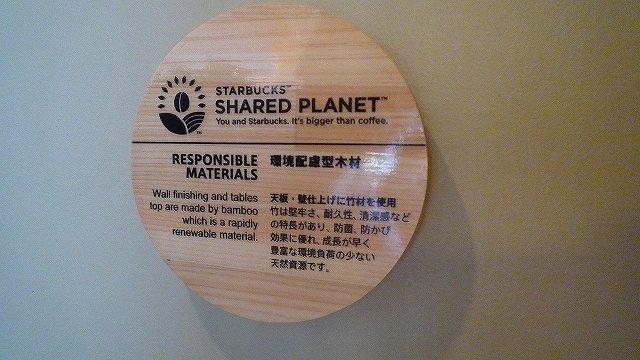 STARBUCKS™
SHARED PLANET™
You and Starbucks. It's bigger than coffee.
RESPONSIBLE
MATERIALS
Wall finishing and tables
top are made by bamboo
which is a rapidly
renewable material.
環境配慮型木材
天板・壁仕上げに竹材を使用
竹は堅牢さ、耐久性、清潔感など
の特長があり、防菌、防かび
効果に優れ、成長が早く
豊富な環境負荷の少ない
天然資源です。